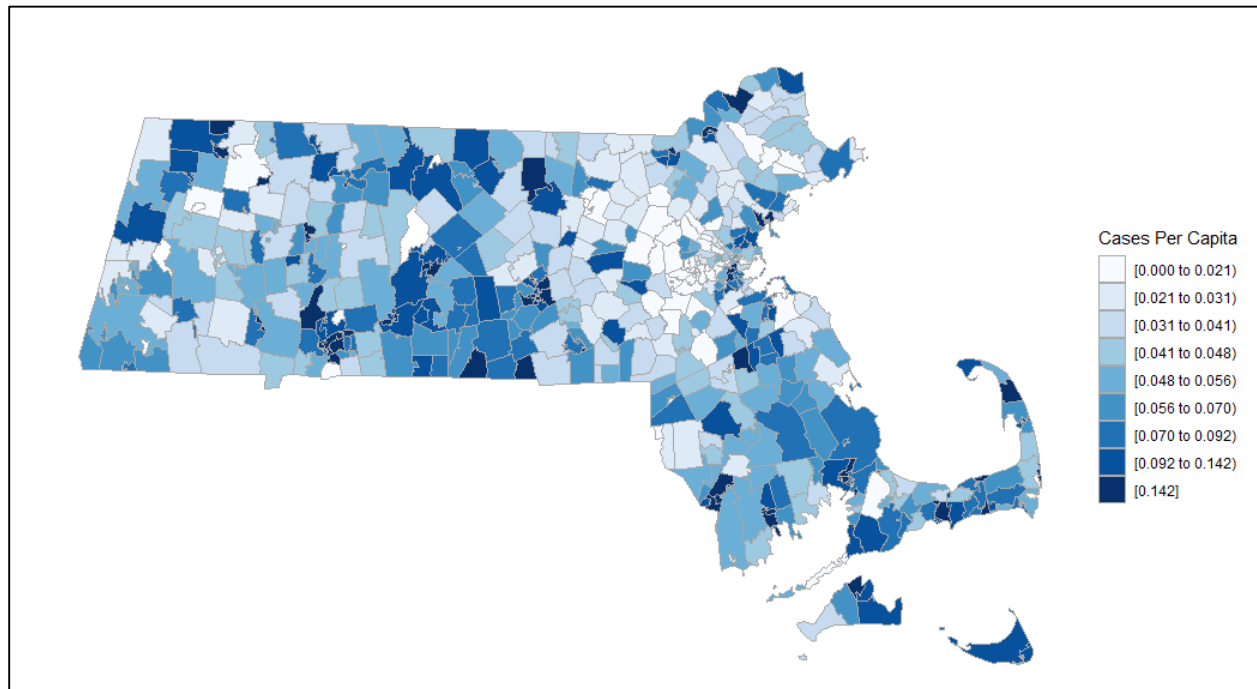 Cases Per Capita
[0.000 to 0.021)
[0.021 to 0.031)
[0.031 to 0.041)
[0.041 to 0.048)
[0.048 to 0.056)
[0.056 to 0.070)
[0.070 to 0.092)
[0.092 to 0.142)
[0.142]